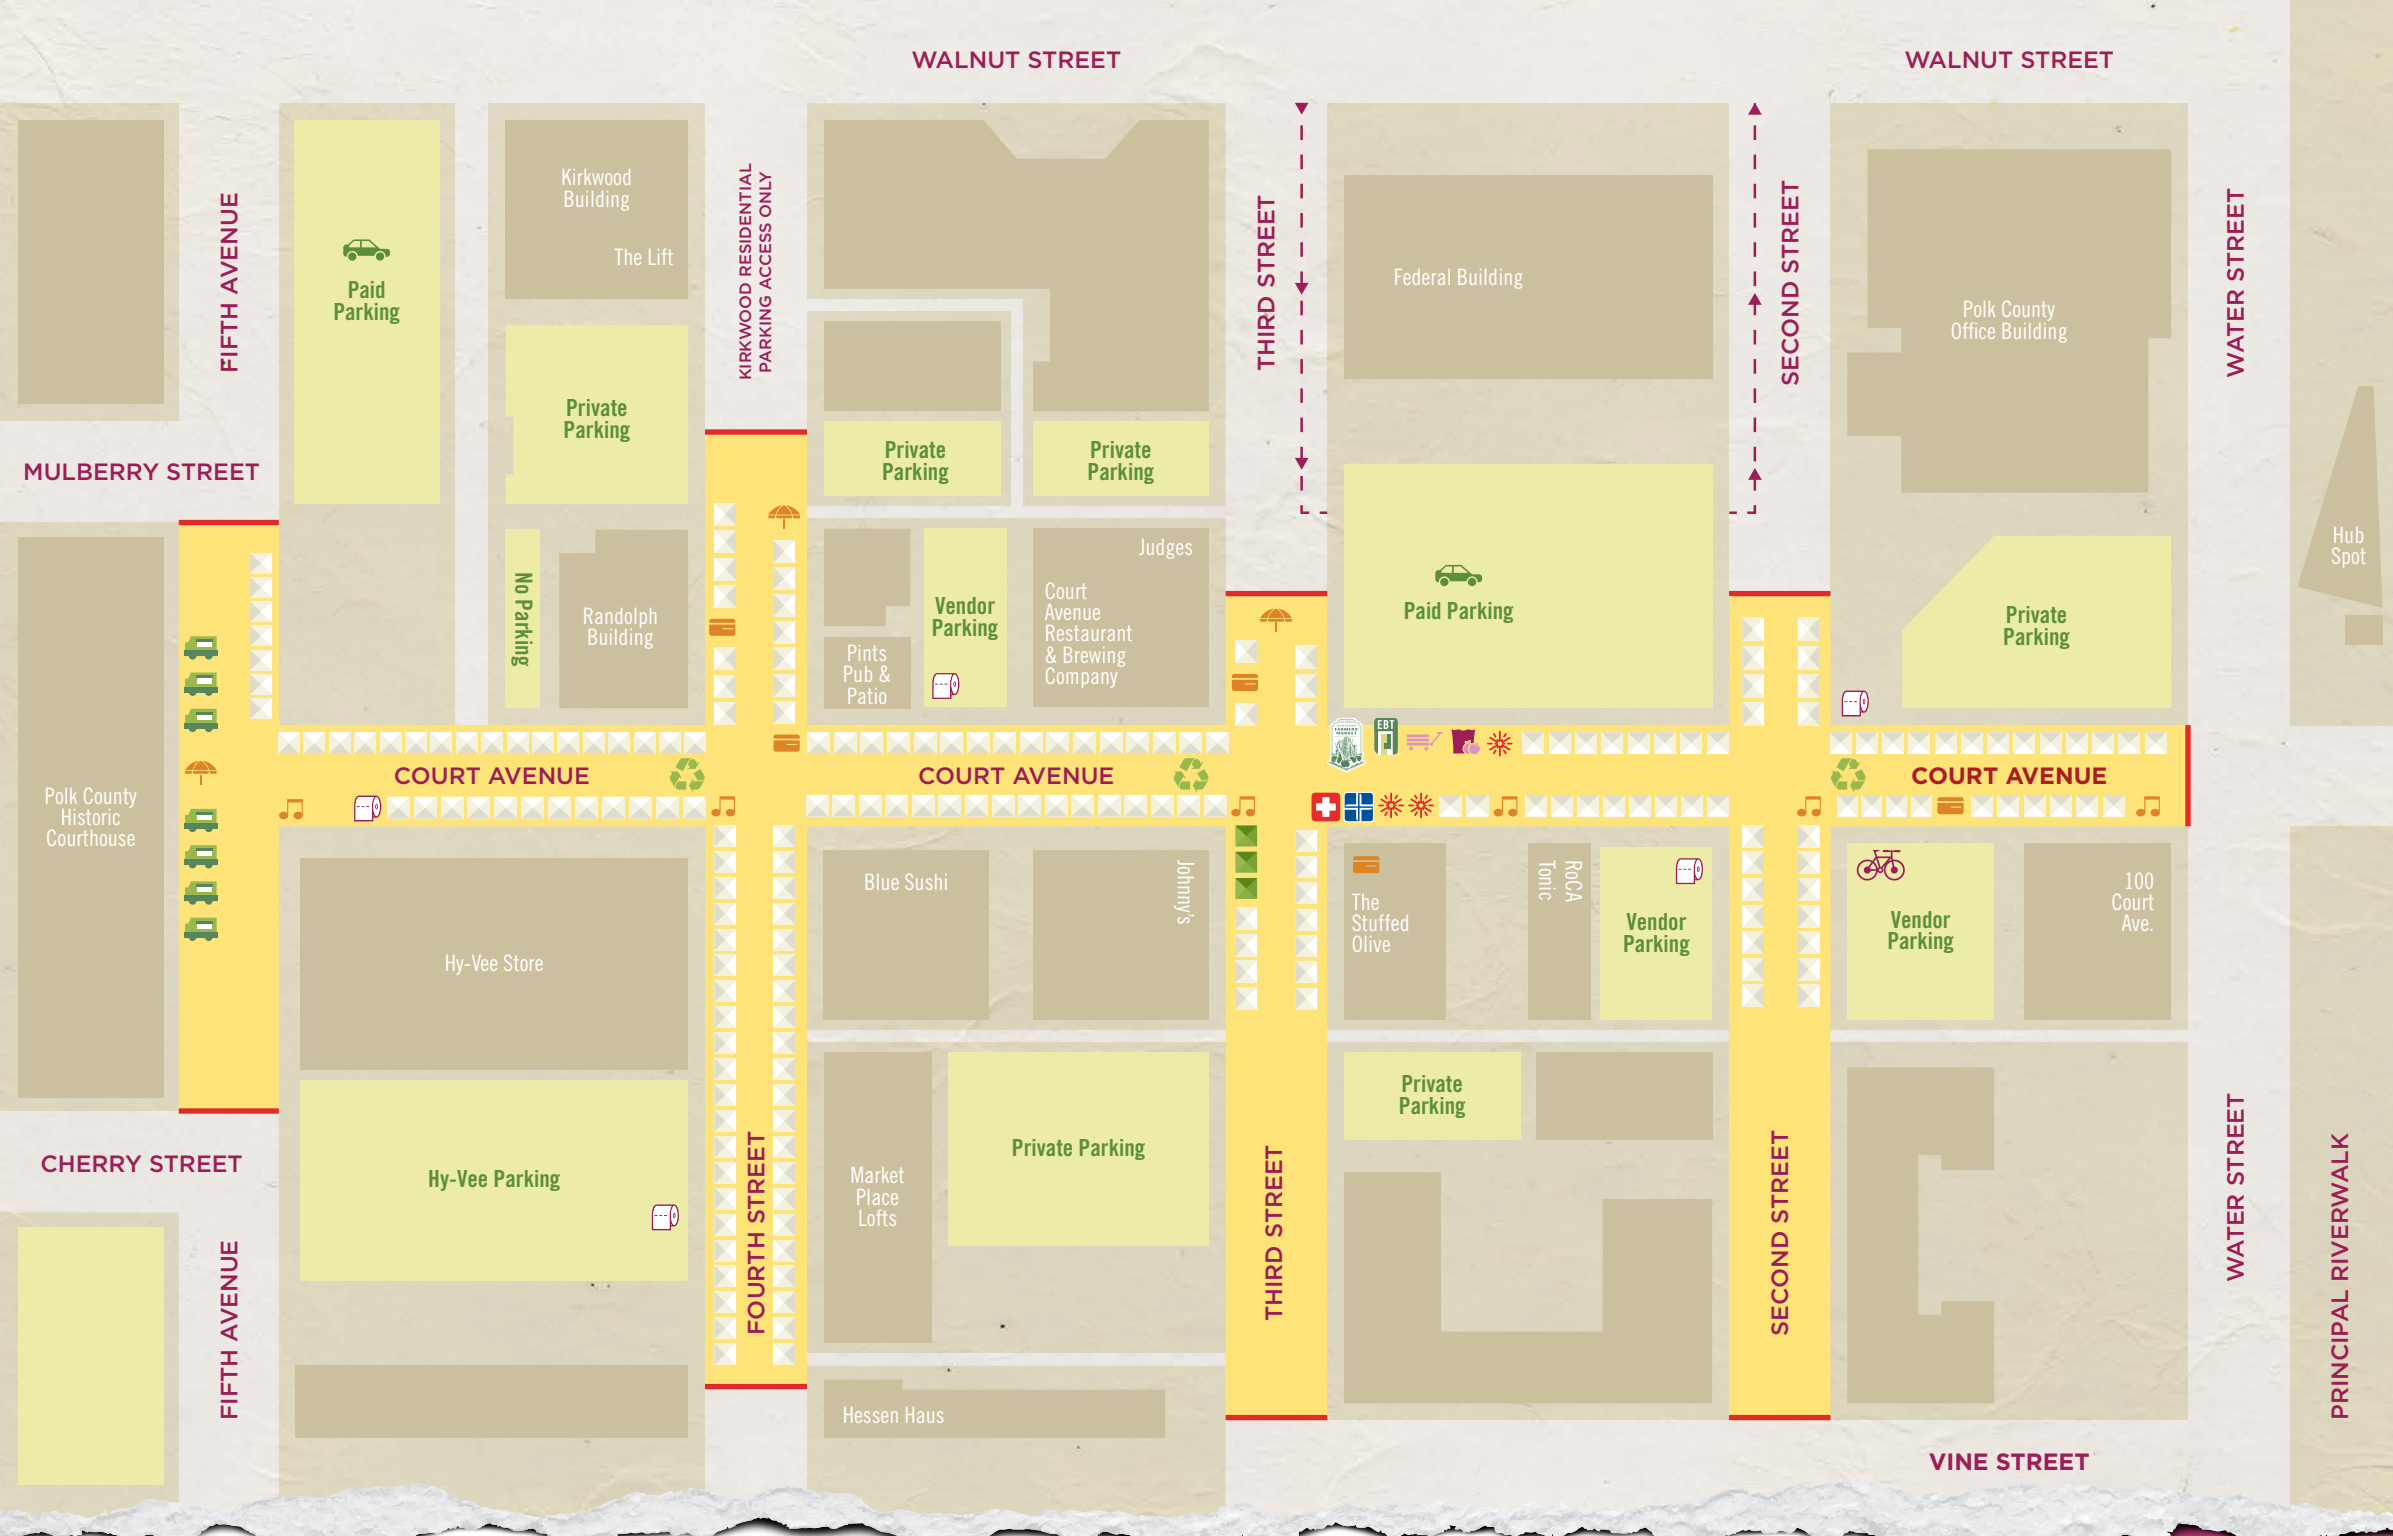 WALNUT STREET
WALNUT STREET
FIFTH AVENUE
Paid
Parking
Kirkwood
Building
The Lift
KIRKWOOD RESIDENTIAL
PARKING ACCESS ONLY
THIRD STREET
Federal Building
SECOND STREET
Polk County
Office Building
WATER STREET
MULBERRY STREET
Private
Parking
Private
Parking
Private
Parking
Hub
Spot
No Parking
Randolph
Building
Pints
Pub &
Patio
Vendor
Parking
Judges
Court
Avenue
Restaurant
& Brewing
Company
Paid Parking
Private
Parking
FARMERS'
MARKET
EBT
COURT AVENUE
COURT AVENUE
COURT AVENUE
Polk County
Historic
Courthouse
Hy-Vee Store
Blue Sushi
Johnny's
The
Stuffed
Olive
RoCA
Tonic
Vendor
Parking
Vendor
Parking
100
Court
Ave.
CHERRY STREET
Hy-Vee Parking
FOURTH STREET
Market
Place
Lofts
Private Parking
THIRD STREET
Private
Parking
SECOND STREET
WATER STREET
PRINCIPAL RIVERWALK
FIFTH AVENUE
Hessen Haus
VINE STREET